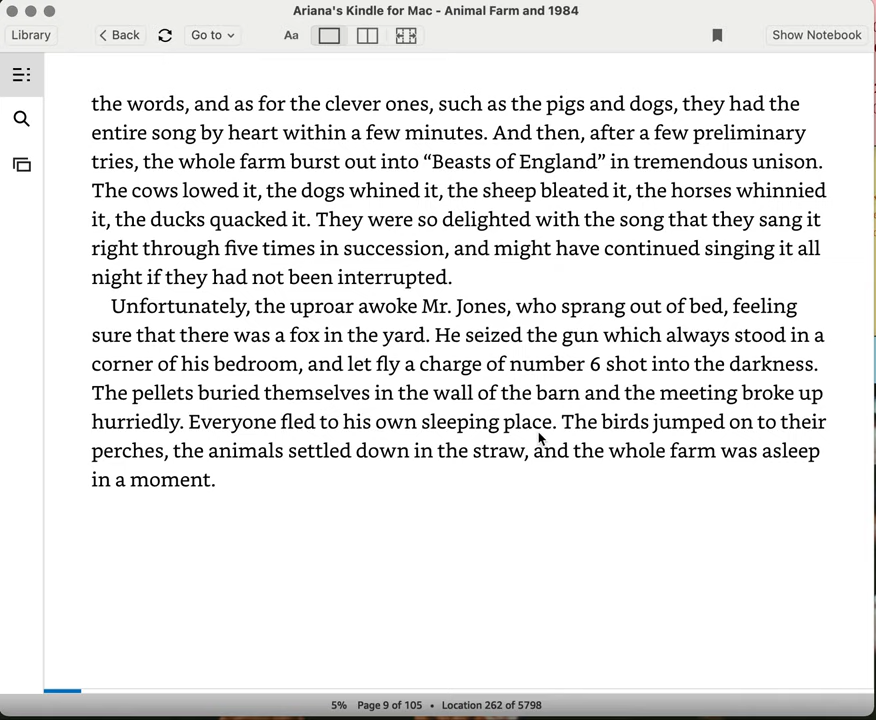 Ariana's Kindle for Mac - Animal Farm and 1984
Library
Back
Go to
Aa
Show Notebook
the words, and as for the clever ones, such as the pigs and dogs, they had the
entire song by heart within a few minutes. And then, after a few preliminary
tries, the whole farm burst out into “Beasts of England” in tremendous unison.
The cows lowed it, the dogs whined it, the sheep bleated it, the horses whinnied
it, the ducks quacked it. They were so delighted with the song that they sang it
right through five times in succession, and might have continued singing it all
night if they had not been interrupted.
Unfortunately, the uproar awoke Mr. Jones, who sprang out of bed, feeling
sure that there was a fox in the yard. He seized the gun which always stood in a
corner of his bedroom, and let fly a charge of number 6 shot into the darkness.
The pellets buried themselves in the wall of the barn and the meeting broke up
hurriedly. Everyone fled to his own sleeping place. The birds jumped on to their
perches, the animals settled down in the straw, and the whole farm was asleep
in a moment.
5% Page 9 of 105 • Location 262 of 5798